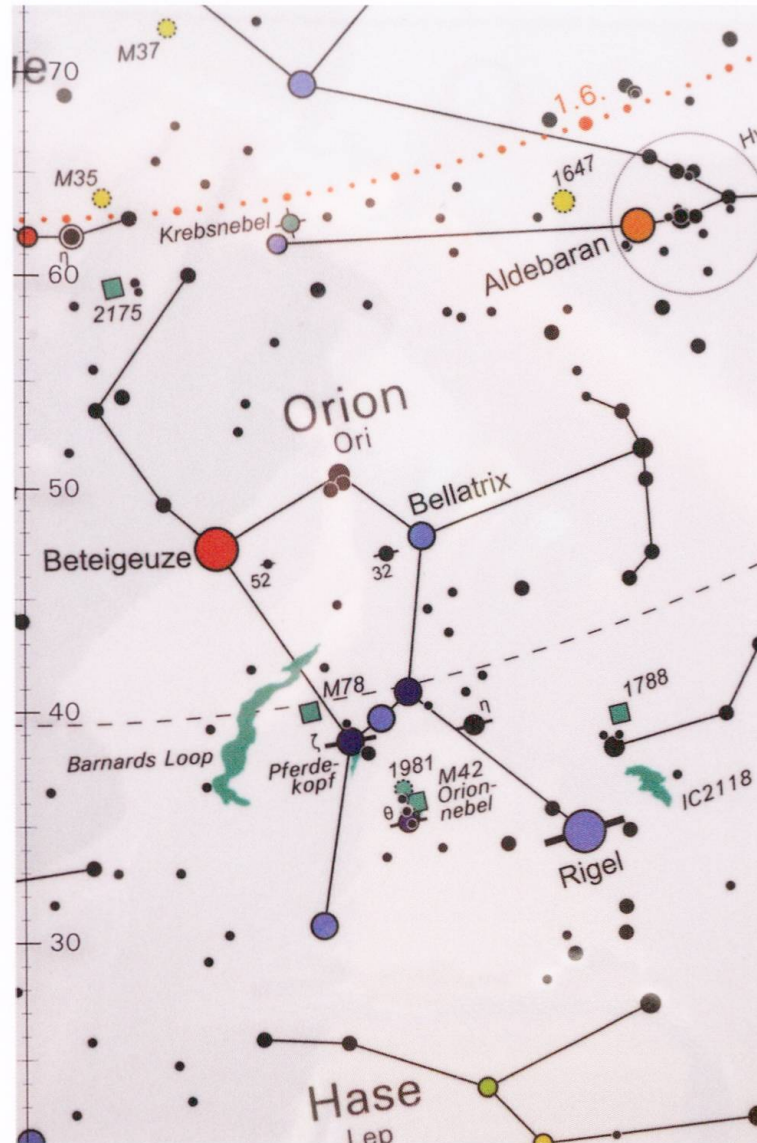 M37
70
1.6.
M35
1647
Krebsnebel
Aldebaran
η
60
2175
Orion
Ori
50
Bellatrix
Beteigeuze
52
32
M78
η
1788
40
ζ
Barnards Loop
Pferde-
kopf
1981
M42
Orion-
nebel
θ
IC2118
Rigel
30
Hase
Lep